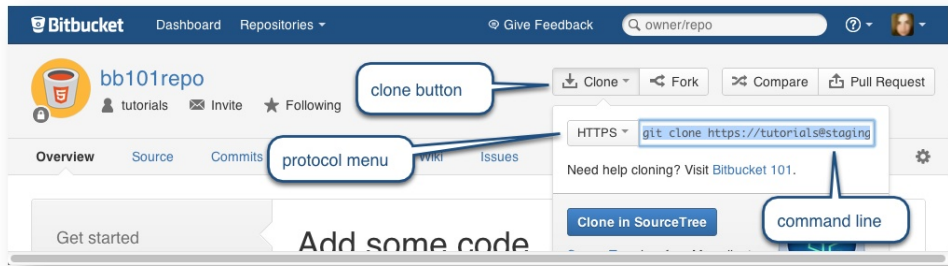 Bitbucket Dashboard Repositories Give Feedback owner/repo ?
bb101repo
clone button
Clone Fork Compare Pull Request
tutorials Invite Following
HTTPS git clone https://tutorials@staging
Overview Source Commits protocol menu Wiki Issues
Need help cloning? Visit Bitbucket 101.
Clone in SourceTree
command line
Get started
Add some code